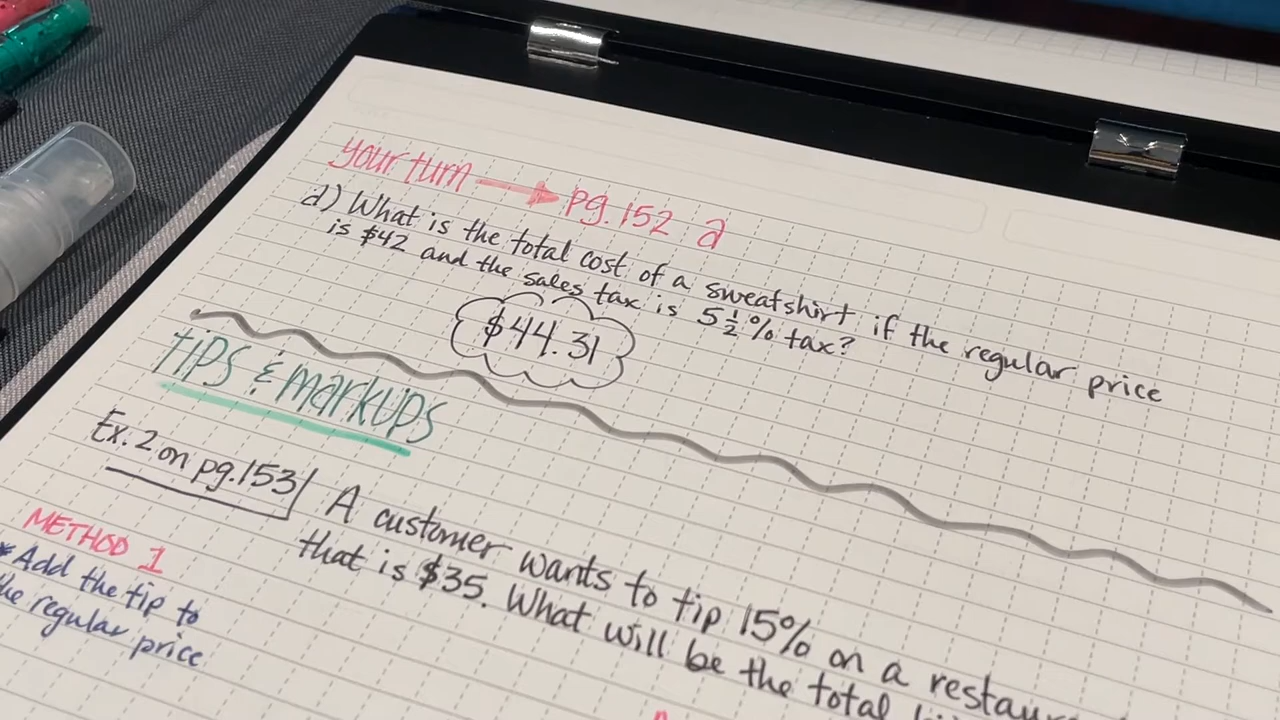 your turn → pg. 152 a
a) What is the total cost of a sweatshirt if the regular price
is $42 and the sales tax is 5½% tax?
$44.31
TIPS & MARKUPS
Ex. 2 on pg.153
A customer wants to tip 15% on a
that is $35. What will be the total
METHOD 1
*Add the tip to
the regular price